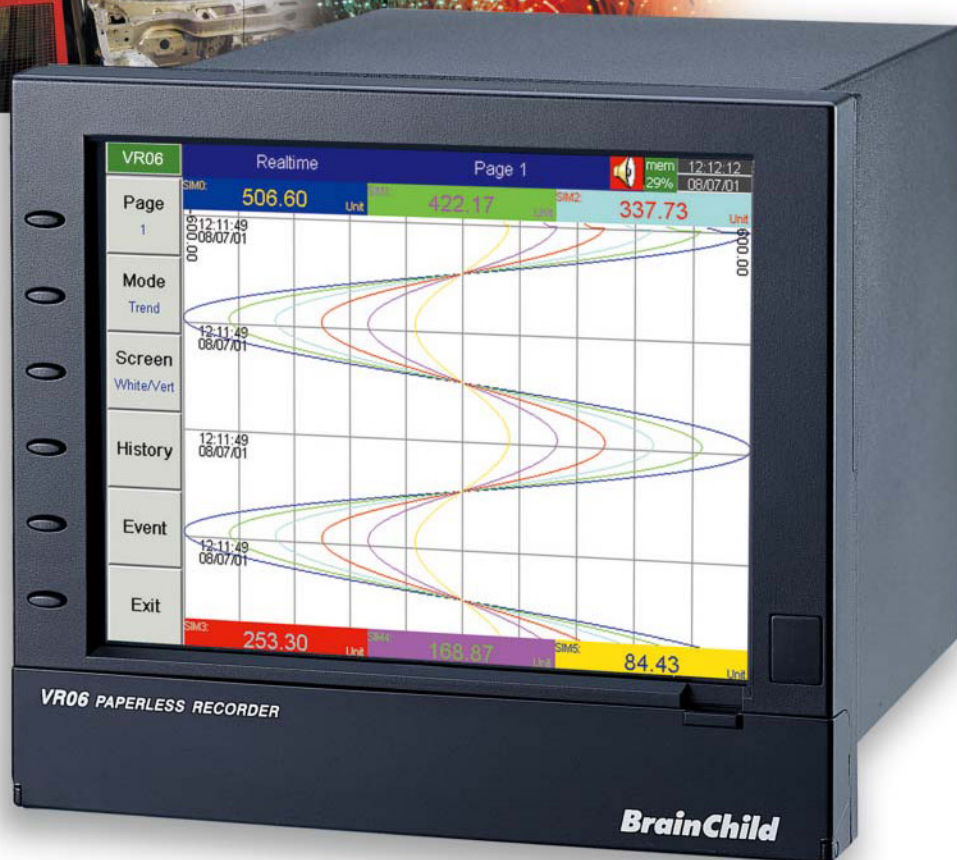 VR06
Realtime
Page 1
mem
29%
12:12:12
08/07/01
Page
1
Mode
Trend
Screen
White/Vert
History
Event
Exit
SIM0:
506.60 Unit
422.17 Unit
SIM2:
337.73 Unit
-600.00
600.00
12:11:49
08/07/01
12:11:49
08/07/01
12:11:49
08/07/01
12:11:49
08/07/01
SIM3:
253.30 Unit
SIM4:
168.87 Unit
SIM5:
84.43 Unit
VR06 PAPERLESS RECORDER
BrainChild